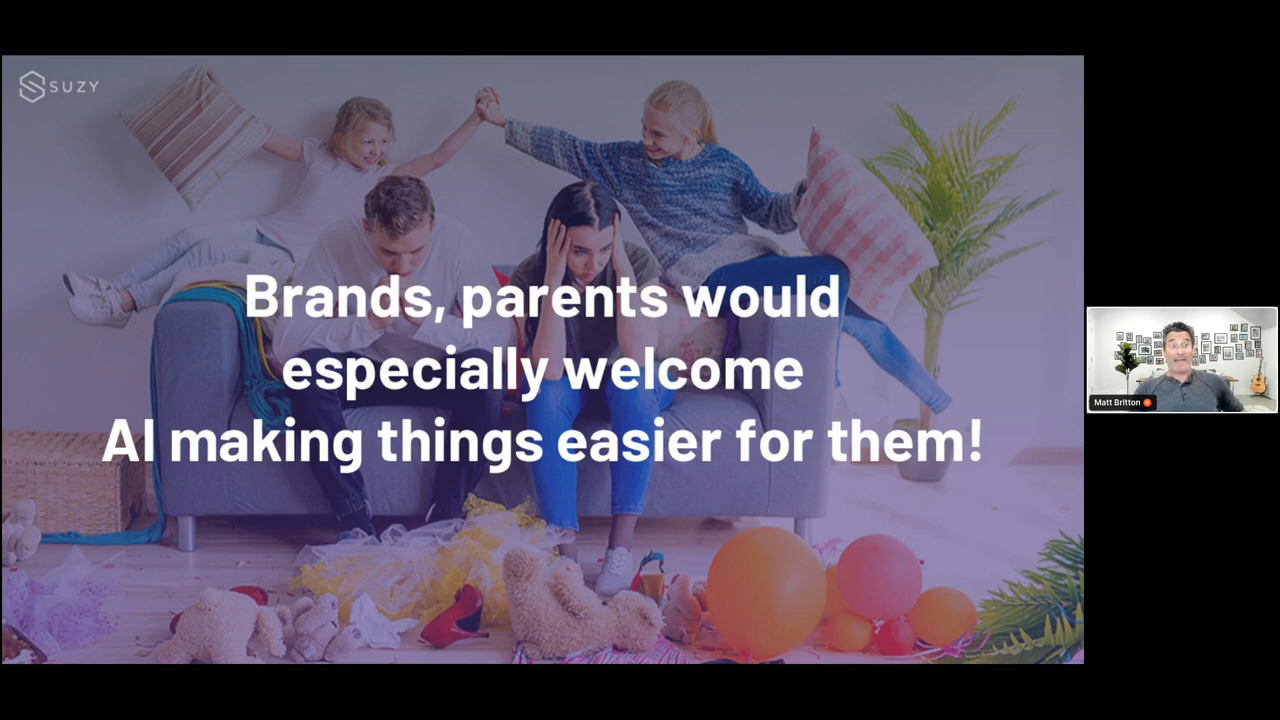 SUZY
Brands, parents would
especially welcome
AI making things easier for them!
Matt Britton